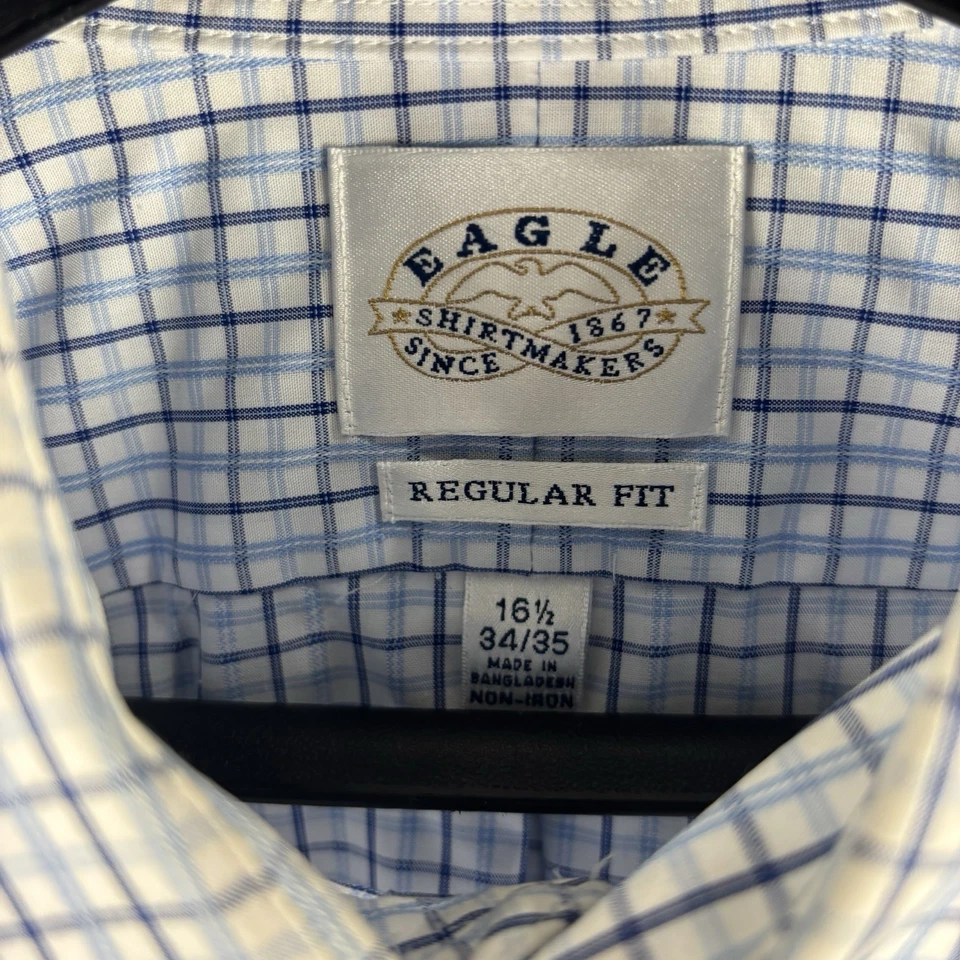 EAGLE
SHIRTMAKERS
SINCE 1867
REGULAR FIT
16½
34/35
MADE IN
BANGLADESH
NON-IRON